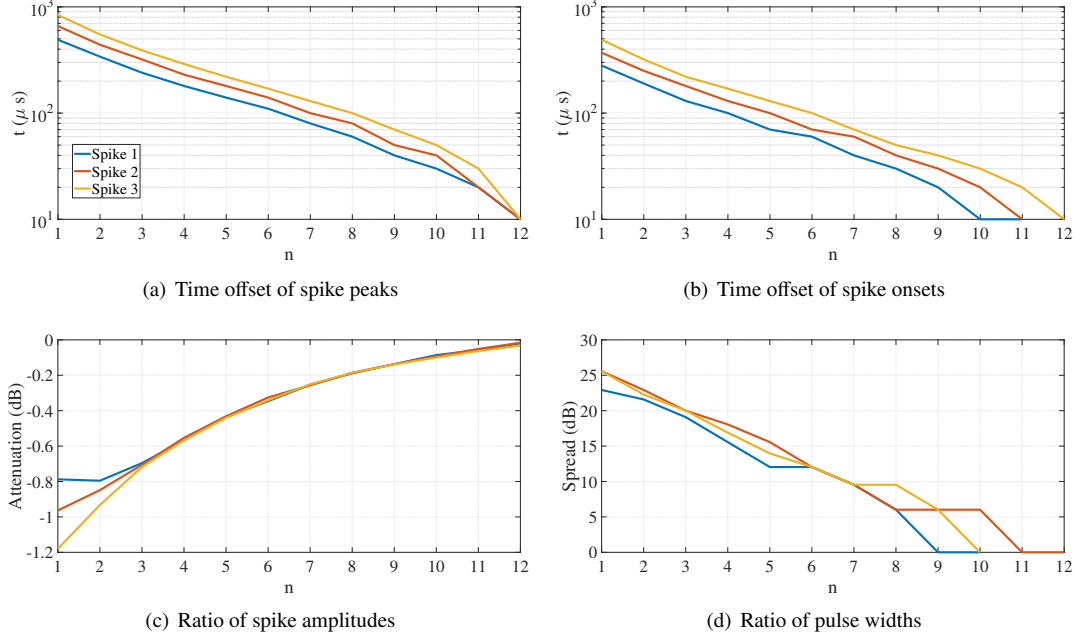 10³
10²
10¹
t (μ s)
Spike 1
Spike 2
Spike 3
1 2 3 4 5 6 7 8 9 10 11 12
n
(a) Time offset of spike peaks
10³
10²
10¹
t (μ s)
1 2 3 4 5 6 7 8 9 10 11 12
n
(b) Time offset of spike onsets
0
-0.2
-0.4
-0.6
-0.8
-1
-1.2
Attenuation (dB)
1 2 3 4 5 6 7 8 9 10 11 12
n
(c) Ratio of spike amplitudes
30
25
20
15
10
5
0
Spread (dB)
1 2 3 4 5 6 7 8 9 10 11 12
n
(d) Ratio of pulse widths